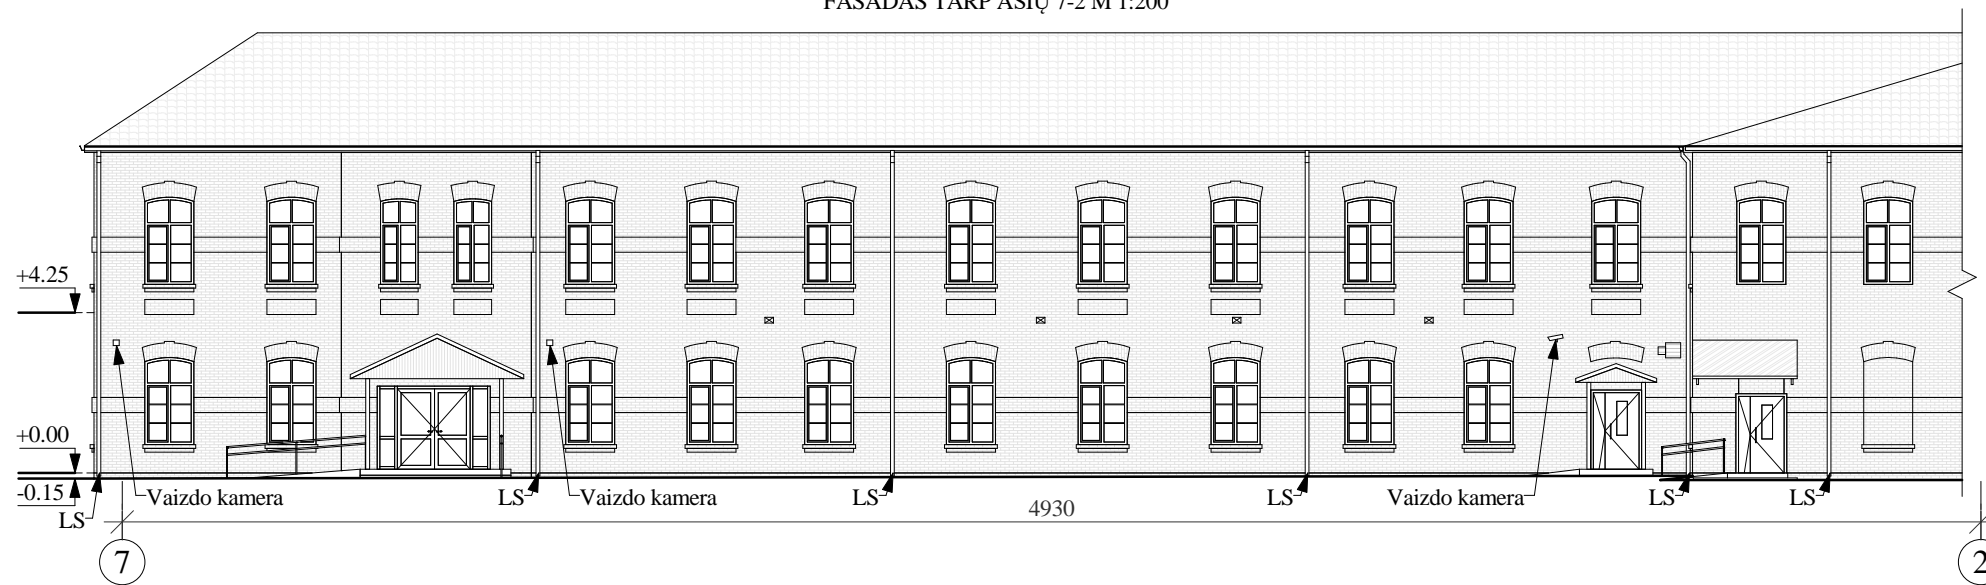 FASADAS TARP AŠIŲ 7-2 M 1:200
+4.25
+0.00
-0.15
LS
Vaizdo kamera
LS
Vaizdo kamera
LS
LS
Vaizdo kamera
LS
LS
4930
7
2